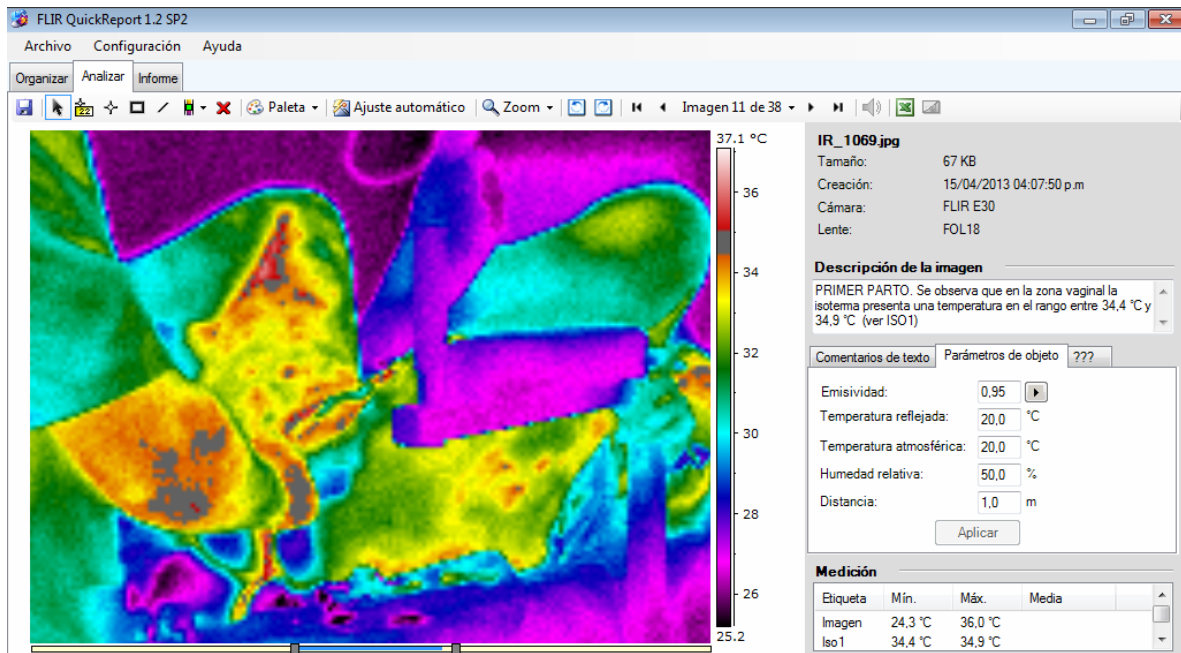 FLIR QuickReport 1.2 SP2
Archivo Configuración Ayuda
Organizar Analizar Informe
22 Paleta Ajuste automático Zoom Imagen 11 de 38
37.1 °C
36
34
32
30
28
26
25.2
IR_1069.jpg
Tamaño: 67 KB
Creación: 15/04/2013 04:07:50 p.m
Cámara: FLIR E30
Lente: FOL18
Descripción de la imagen
PRIMER PARTO. Se observa que en la zona vaginal la
isoterma presenta una temperatura en el rango entre 34,4 °C y
34,9 °C (ver ISO1)
Comentarios de texto Parámetros de objeto ???
Emisividad: 0,95
Temperatura reflejada: 20,0 °C
Temperatura atmosférica: 20,0 °C
Humedad relativa: 50,0 %
Distancia: 1,0 m
Aplicar
Medición
Etiqueta Mín. Máx. Media
Imagen 24,3 °C 36,0 °C
Iso1 34,4 °C 34,9 °C